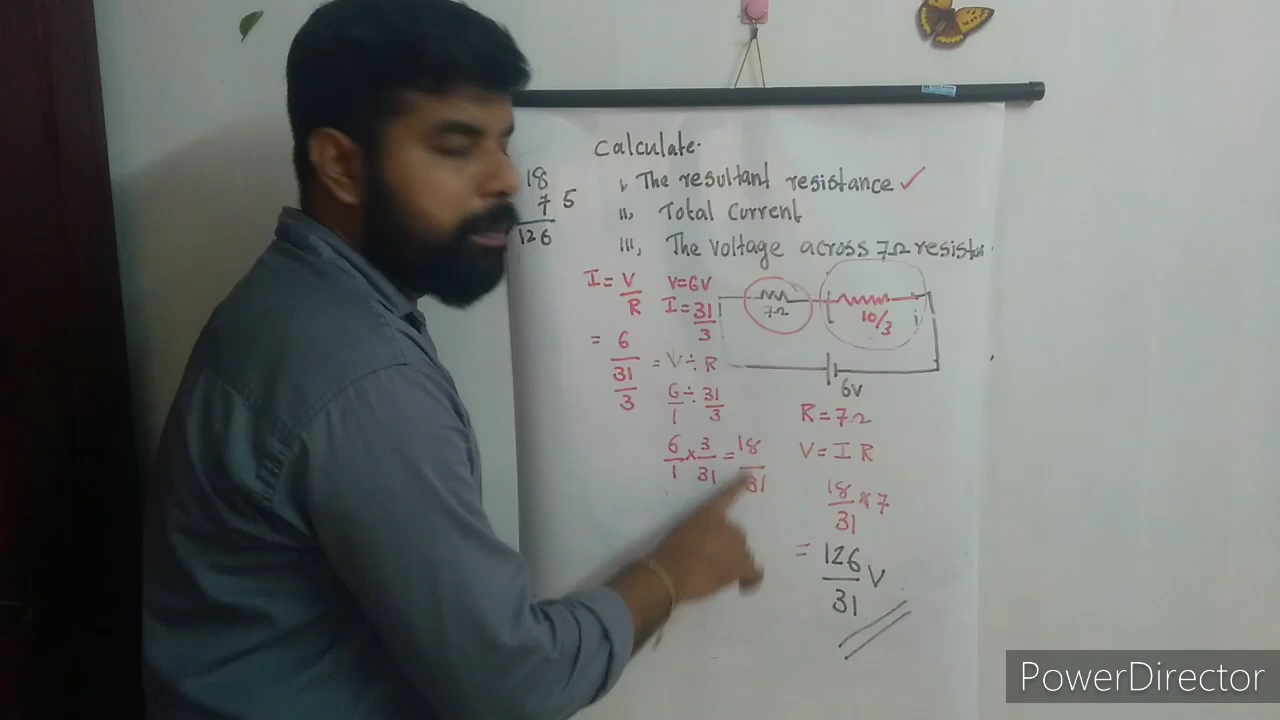 Calculate.
i, The resultant resistance ✓
ii, Total Current
iii, The voltage across 7Ω resistor.
18
7 5
126
I = V/R
= 6/31/3
V=6V
I = 31/3
= V ÷ R
6/1 ÷ 31/3
6/1 × 3/31 = 18/31
7Ω
10/3
6V
R = 7Ω
V = I R
18/31 × 7
= 126/31 V
PowerDirector